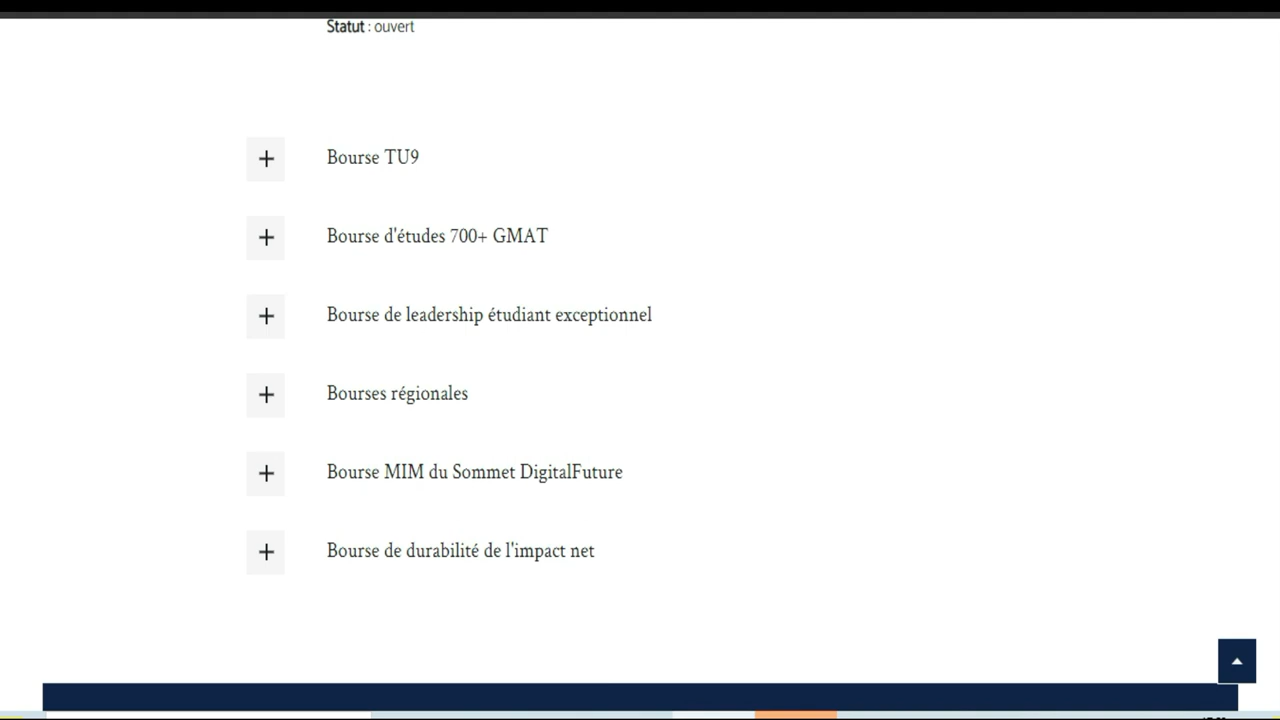 Statut : ouvert
Bourse TU9
Bourse d'études 700+ GMAT
Bourse de leadership étudiant exceptionnel
Bourses régionales
Bourse MIM du Sommet DigitalFuture
Bourse de durabilité de l'impact net